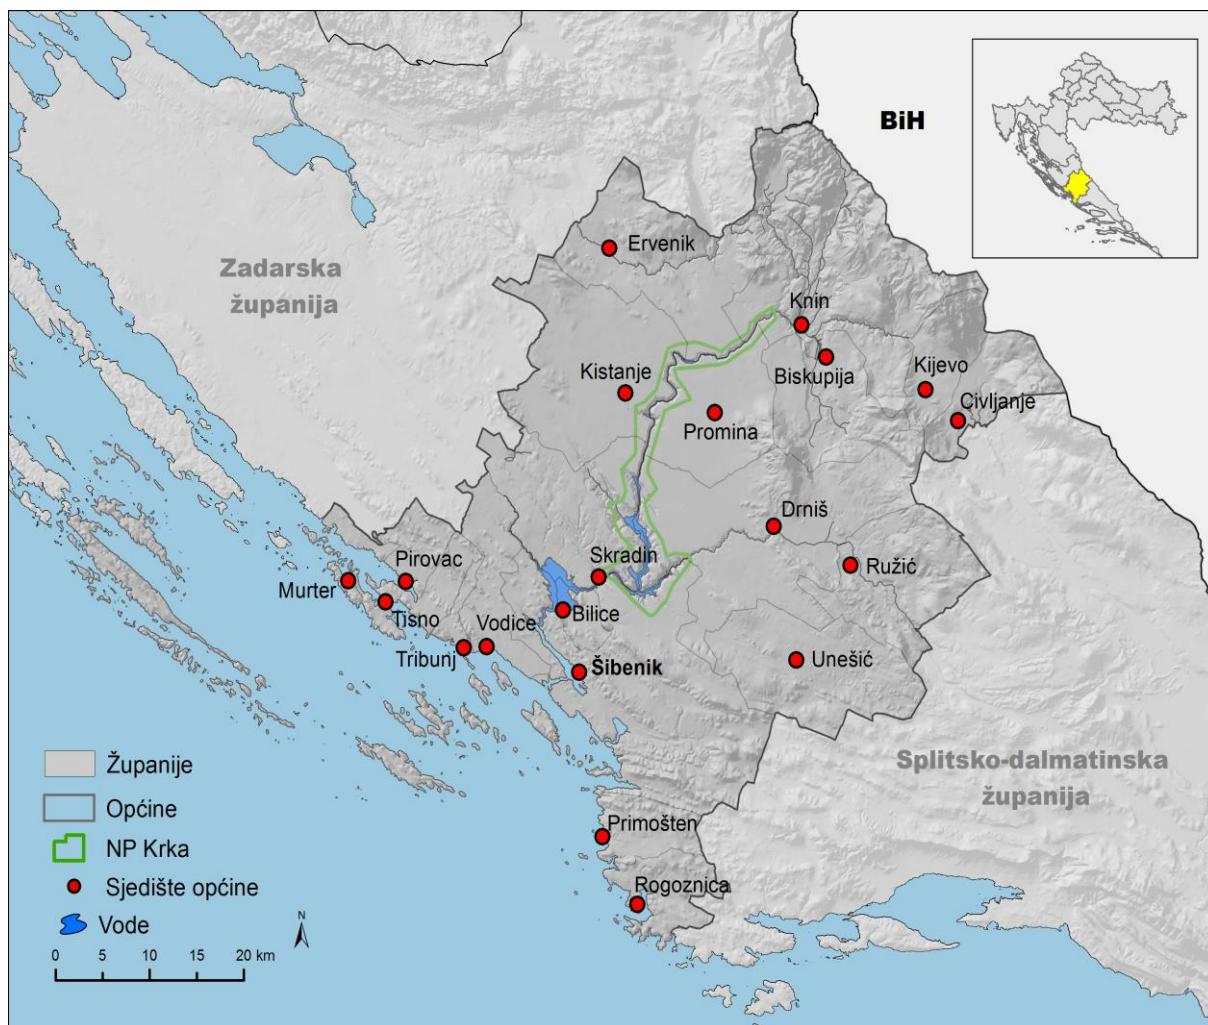 BiH
Zadarska
županija
Ervenik
Knin
Biskupija
Kistanje
Promina
Kijevo
Civljanje
Drniš
Ružić
Skradin
Bilice
Pirovac
Murter
Tisno
Vodice
Tribunj
Šibenik
Unešić
Splitsko-dalmatinska
županija
Primošten
Rogoznica
Županije
Općine
NP Krka
Sjedište općine
Vode
N
0 5 10 15 20 km